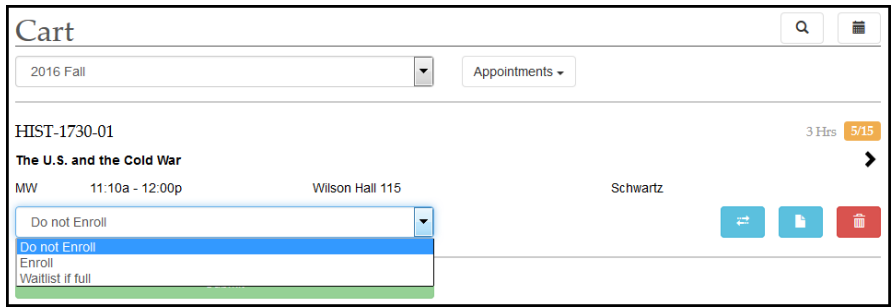 Cart
2016 Fall
Appointments
HIST-1730-01
3 Hrs 5/15
The U.S. and the Cold War
MW 11:10a - 12:00p Wilson Hall 115 Schwartz
Do not Enroll
Do not Enroll
Enroll
Waitlist if full